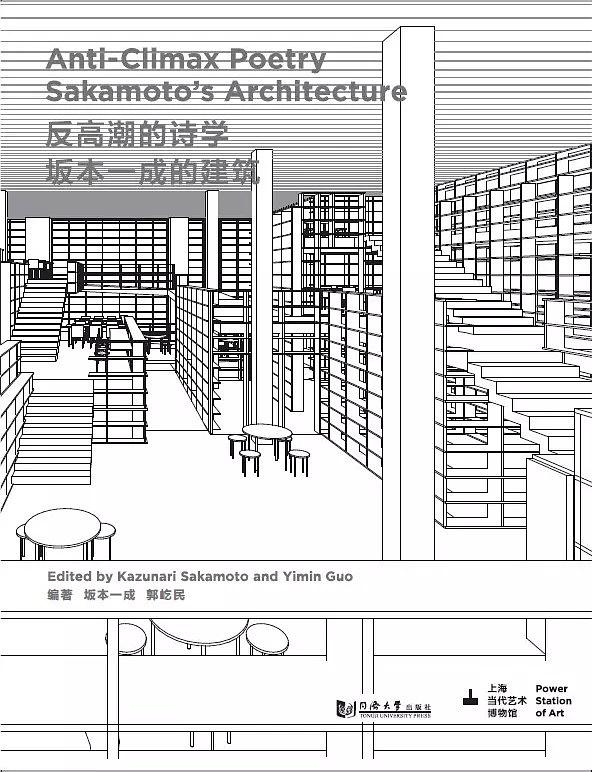 Anti-Climax Poetry
Sakamoto's Architecture
反高潮的诗学
坂本一成的建筑
Edited by Kazunari Sakamoto and Yimin Guo
编著 坂本一成 郭屹民
同济大学出版社
TONGJI UNIVERSITY PRESS
上海
当代艺术
博物馆
Power
Station
of Art